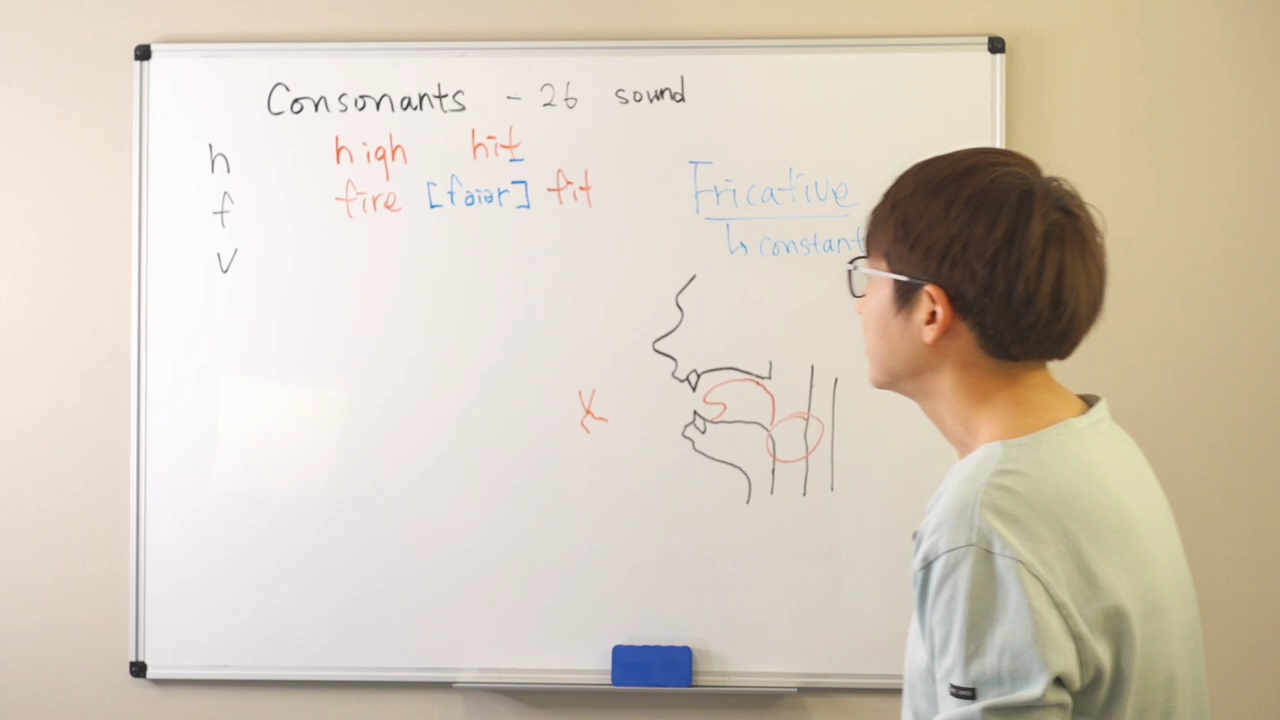 Consonants - 26 sound
h high hit
f fire [faiər] fit
v
Fricative
↳ constant